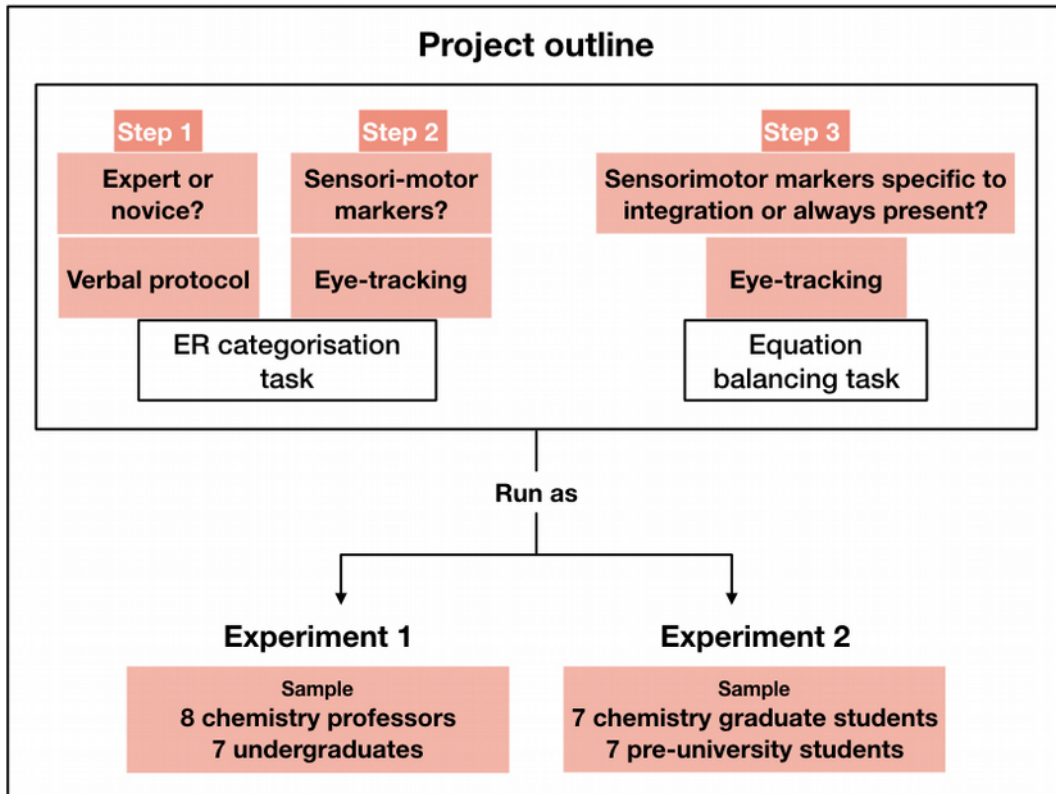 Project outline
Step 1
Expert or
novice?
Verbal protocol
Step 2
Sensori-motor
markers?
Eye-tracking
ER categorisation
task
Step 3
Sensorimotor markers specific to
integration or always present?
Eye-tracking
Equation
balancing task
Run as
Experiment 1
Sample
8 chemistry professors
7 undergraduates
Experiment 2
Sample
7 chemistry graduate students
7 pre-university students